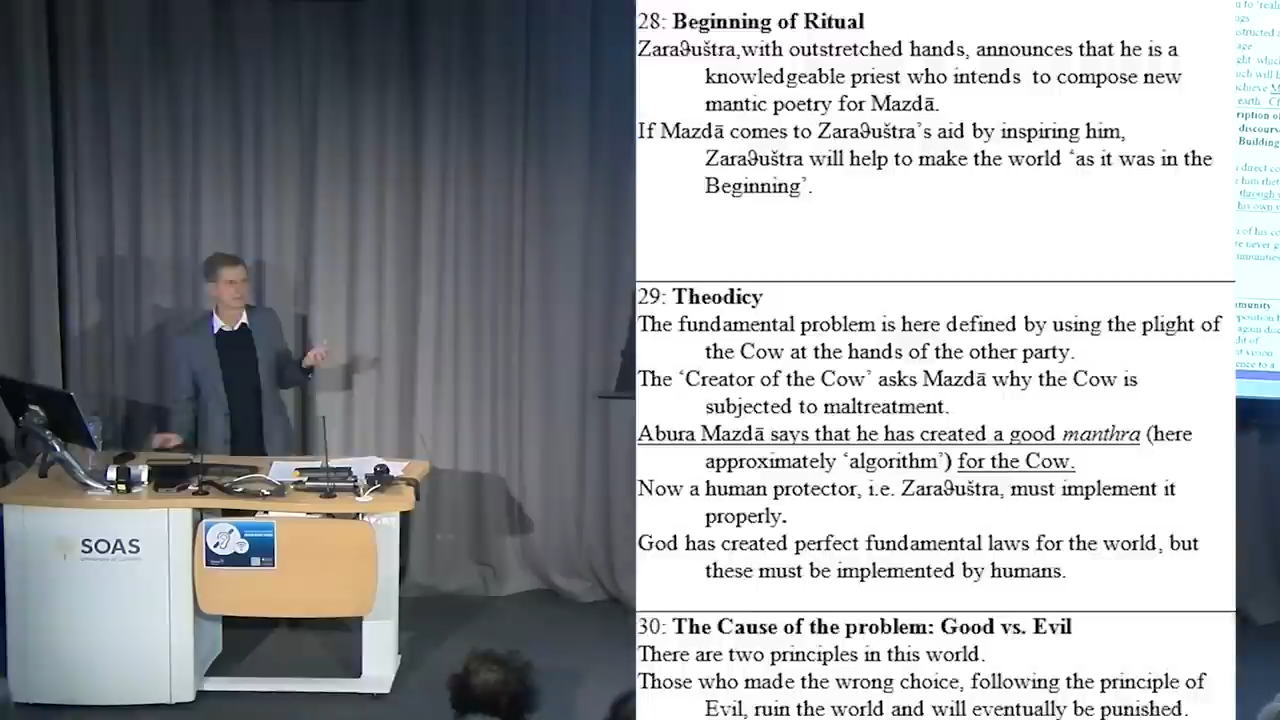 28: Beginning of Ritual
Zaraϑuštra,with outstretched hands, announces that he is a
knowledgeable priest who intends to compose new
mantic poetry for Mazdā.
If Mazdā comes to Zaraϑuštra's aid by inspiring him,
Zaraϑuštra will help to make the world 'as it was in the
Beginning'.
29: Theodicy
The fundamental problem is here defined by using the plight of
the Cow at the hands of the other party.
The 'Creator of the Cow' asks Mazdā why the Cow is
subjected to maltreatment.
Abura Mazdā says that he has created a good manthra (here
approximately 'algorithm') for the Cow.
Now a human protector, i.e. Zaraϑuštra, must implement it
properly.
God has created perfect fundamental laws for the world, but
these must be implemented by humans.
30: The Cause of the problem: Good vs. Evil
There are two principles in this world.
Those who made the wrong choice, following the principle of
Evil, ruin the world and will eventually be punished.
SOAS